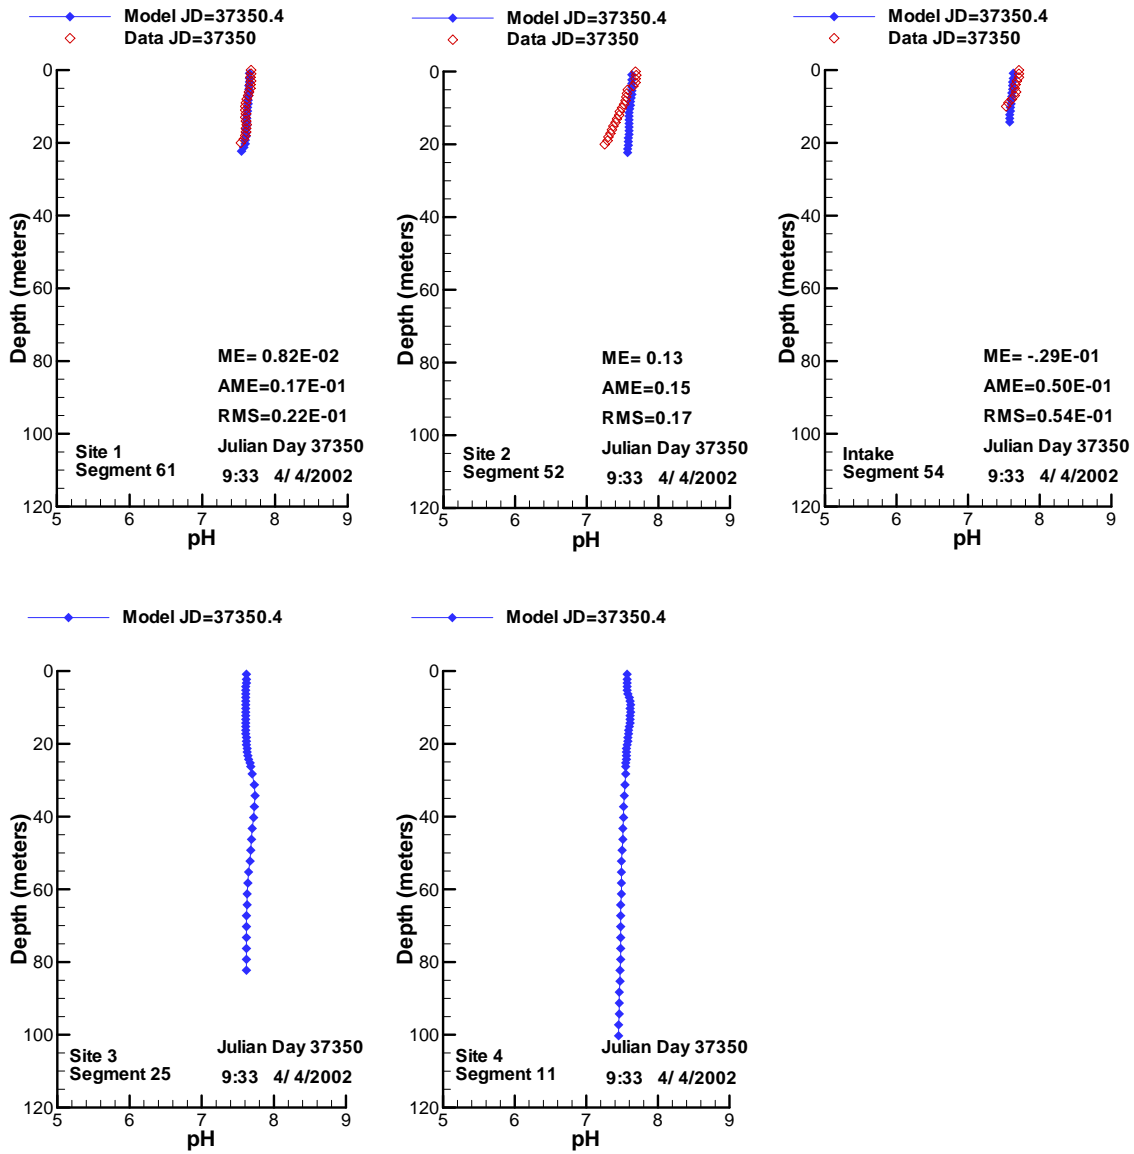 Model JD=37350.4
Data JD=37350
0
20
40
60
80
100
120
Depth (meters)
ME= 0.82E-02
AME=0.17E-01
RMS=0.22E-01
Julian Day 37350
9:33 4/ 4/2002
Site 1
Segment 61
5 6 7 8 9
pH
Model JD=37350.4
Data JD=37350
0
20
40
60
80
100
120
Depth (meters)
ME= 0.13
AME=0.15
RMS=0.17
Julian Day 37350
9:33 4/ 4/2002
Site 2
Segment 52
5 6 7 8 9
pH
Model JD=37350.4
Data JD=37350
0
20
40
60
80
100
120
Depth (meters)
ME= -.29E-01
AME=0.50E-01
RMS=0.54E-01
Julian Day 37350
9:33 4/ 4/2002
Intake
Segment 54
5 6 7 8 9
pH
Model JD=37350.4
0
20
40
60
80
100
120
Depth (meters)
Julian Day 37350
9:33 4/ 4/2002
Site 3
Segment 25
5 6 7 8 9
pH
Model JD=37350.4
0
20
40
60
80
100
120
Depth (meters)
Julian Day 37350
9:33 4/ 4/2002
Site 4
Segment 11
5 6 7 8 9
pH